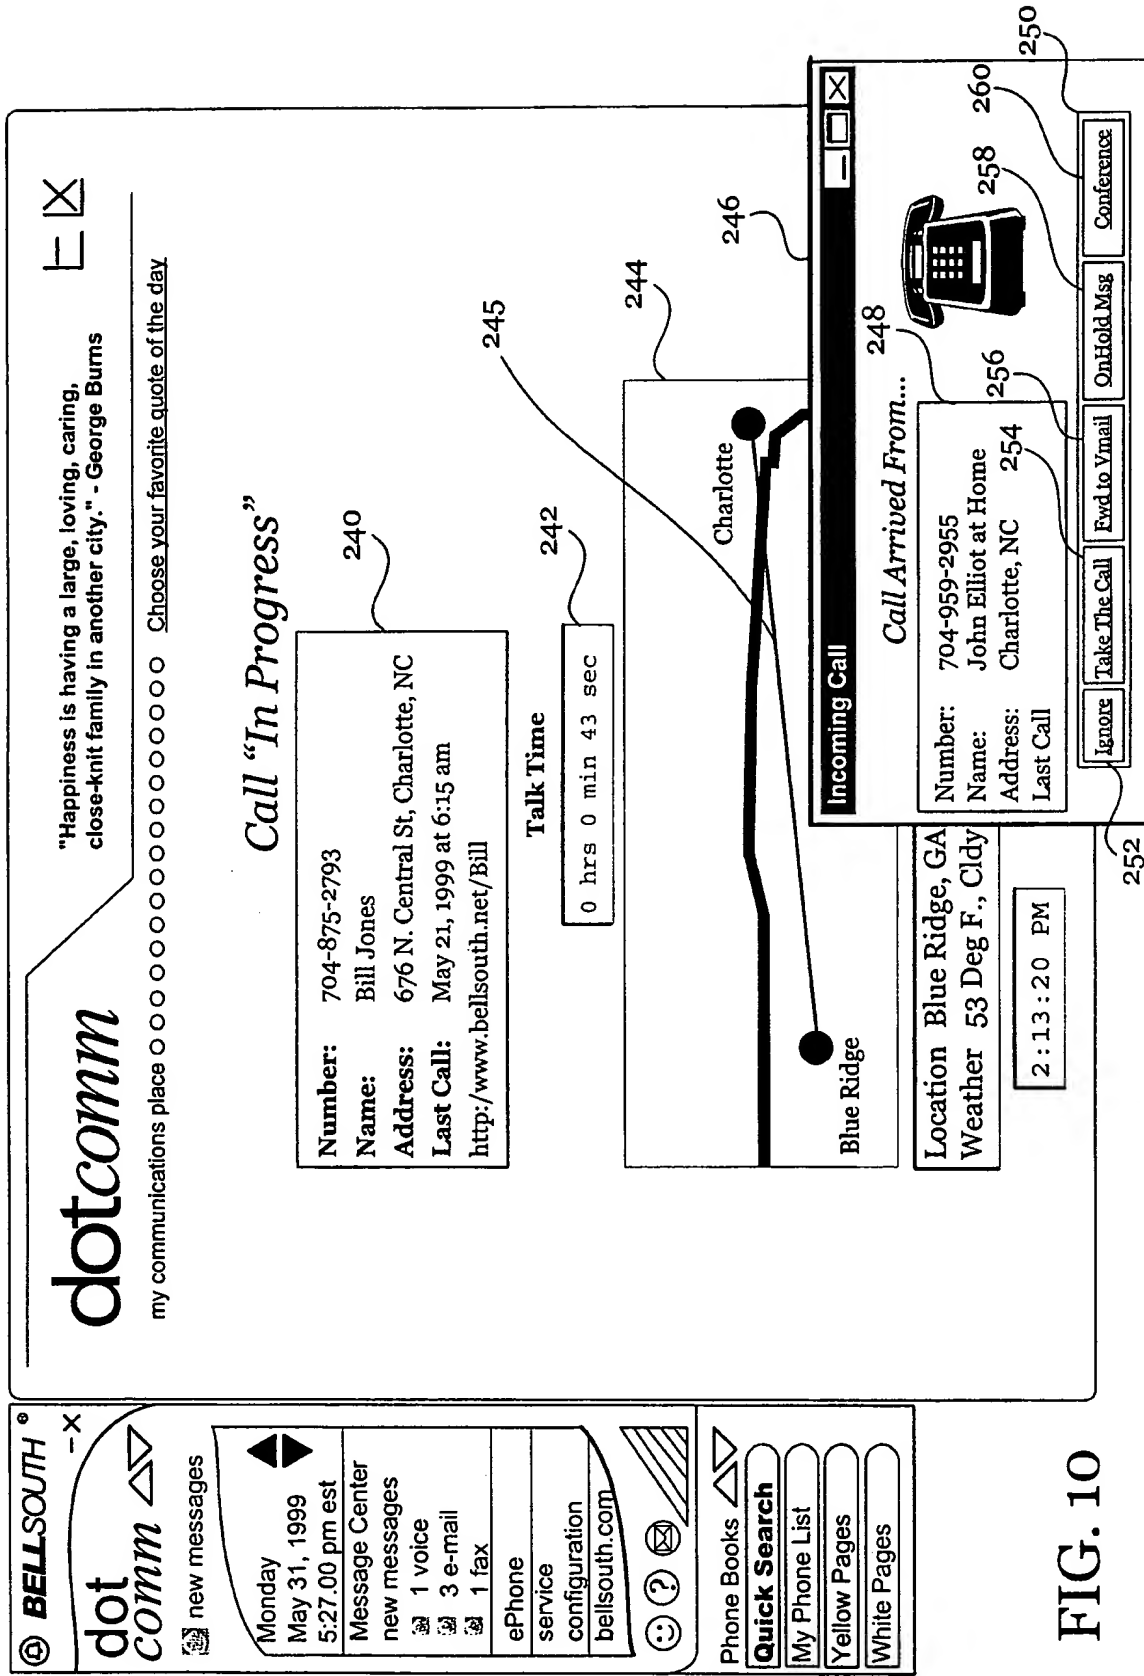 BELLSOUTH ®
–X
dot
comm
new messages
Monday
May 31, 1999
5:27.00 pm est
Message Center
new messages
1 voice
3 e-mail
1 fax
ePhone
service
configuration
bellsouth.com
Phone Books
Quick Search
My Phone List
Yellow Pages
White Pages
dotcomm
"Happiness is having a large, loving, caring,
close-knit family in another city." - George Burns
my communications place
Choose your favorite quote of the day
Call “In Progress”
240
Number: 704-875-2793
Name: Bill Jones
Address: 676 N. Central St, Charlotte, NC
Last Call: May 21, 1999 at 6:15 am
http:/www.bellsouth.net/Bill
Talk Time
242
0 hrs 0 min 43 sec
245
244
Charlotte
Blue Ridge
Location Blue Ridge, GA
Weather 53 Deg F., Cldy
2:13:20 PM
246
Incoming Call
Call Arrived From...
248
Number: 704-959-2955
Name: John Eliot at Home
Address: Charlotte, NC
Last Call
254
256
258
260
250
Ignore
Take The Call
Fwd to Vmail
OnHold Msg
Conference
252
FIG. 10